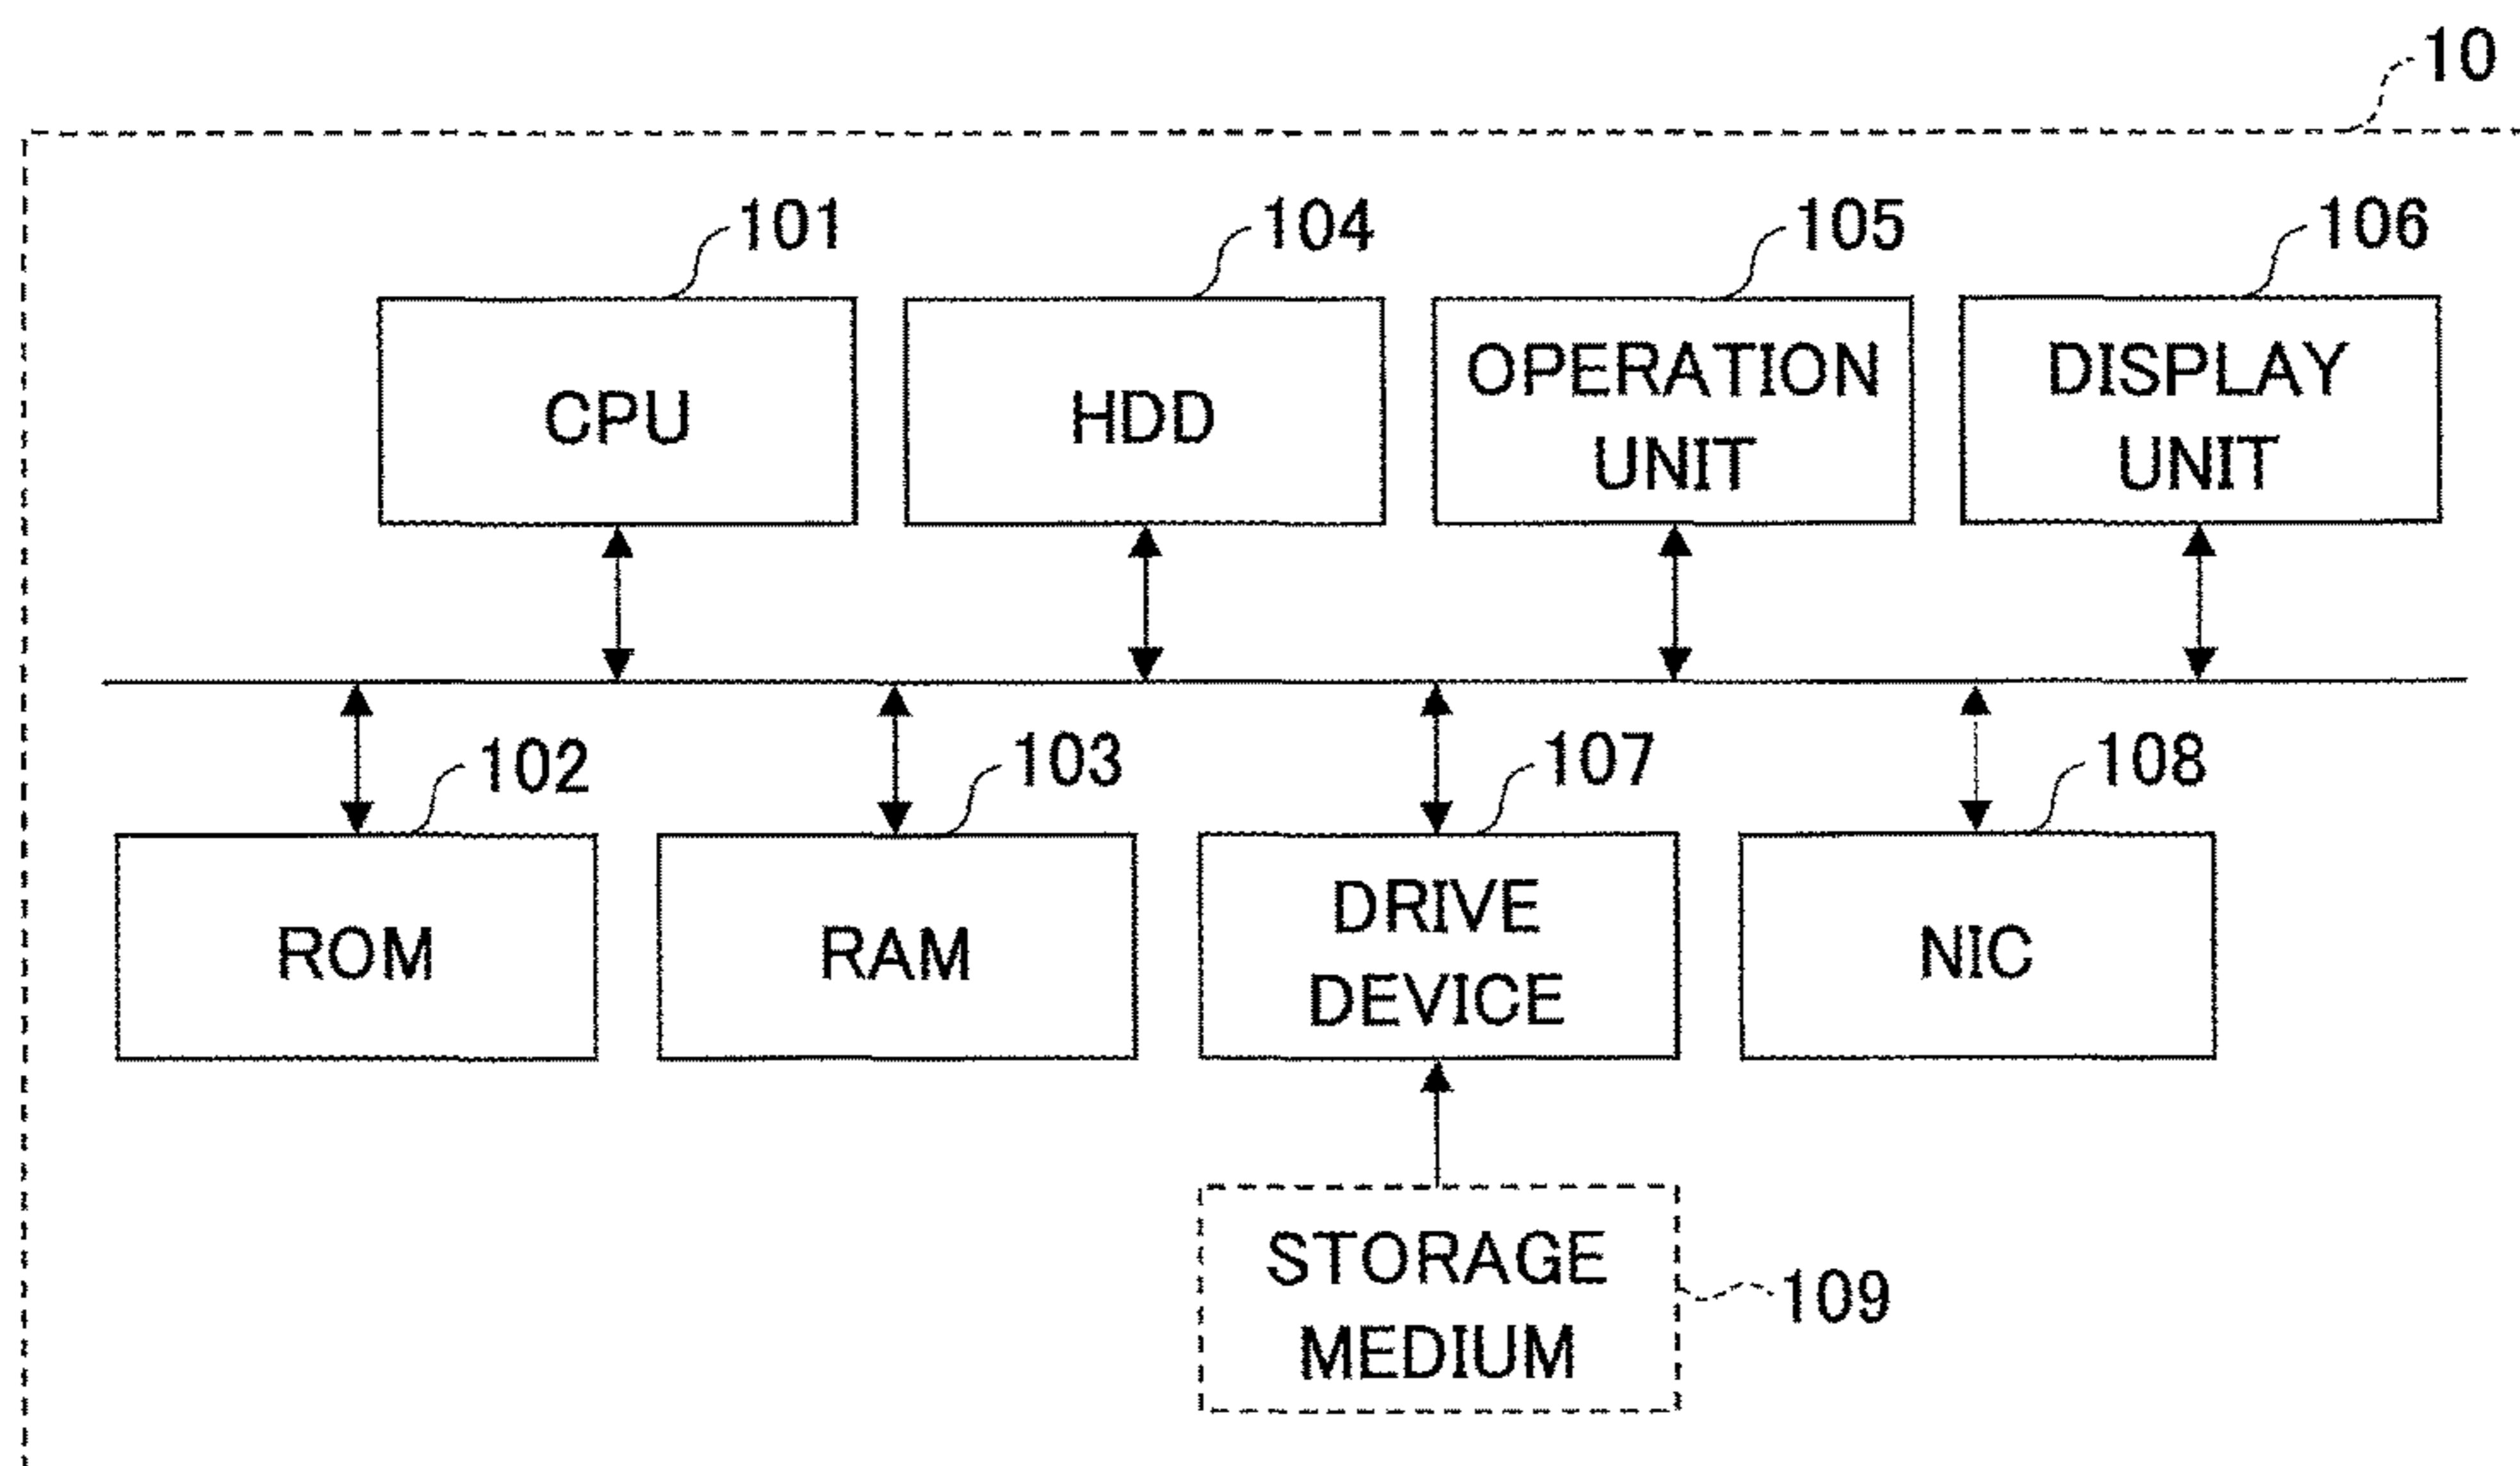 10
101
104
105
106
CPU
HDD
OPERATION
UNIT
DISPLAY
UNIT
102
103
107
108
ROM
RAM
DRIVE
DEVICE
NIC
STORAGE
MEDIUM
109